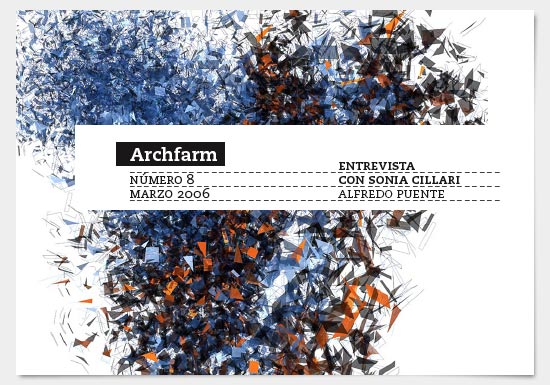 Archfarm
NÚMERO 8
MARZO 2006
ENTREVISTA
CON SONIA CILLARI
ALFREDO PUENTE